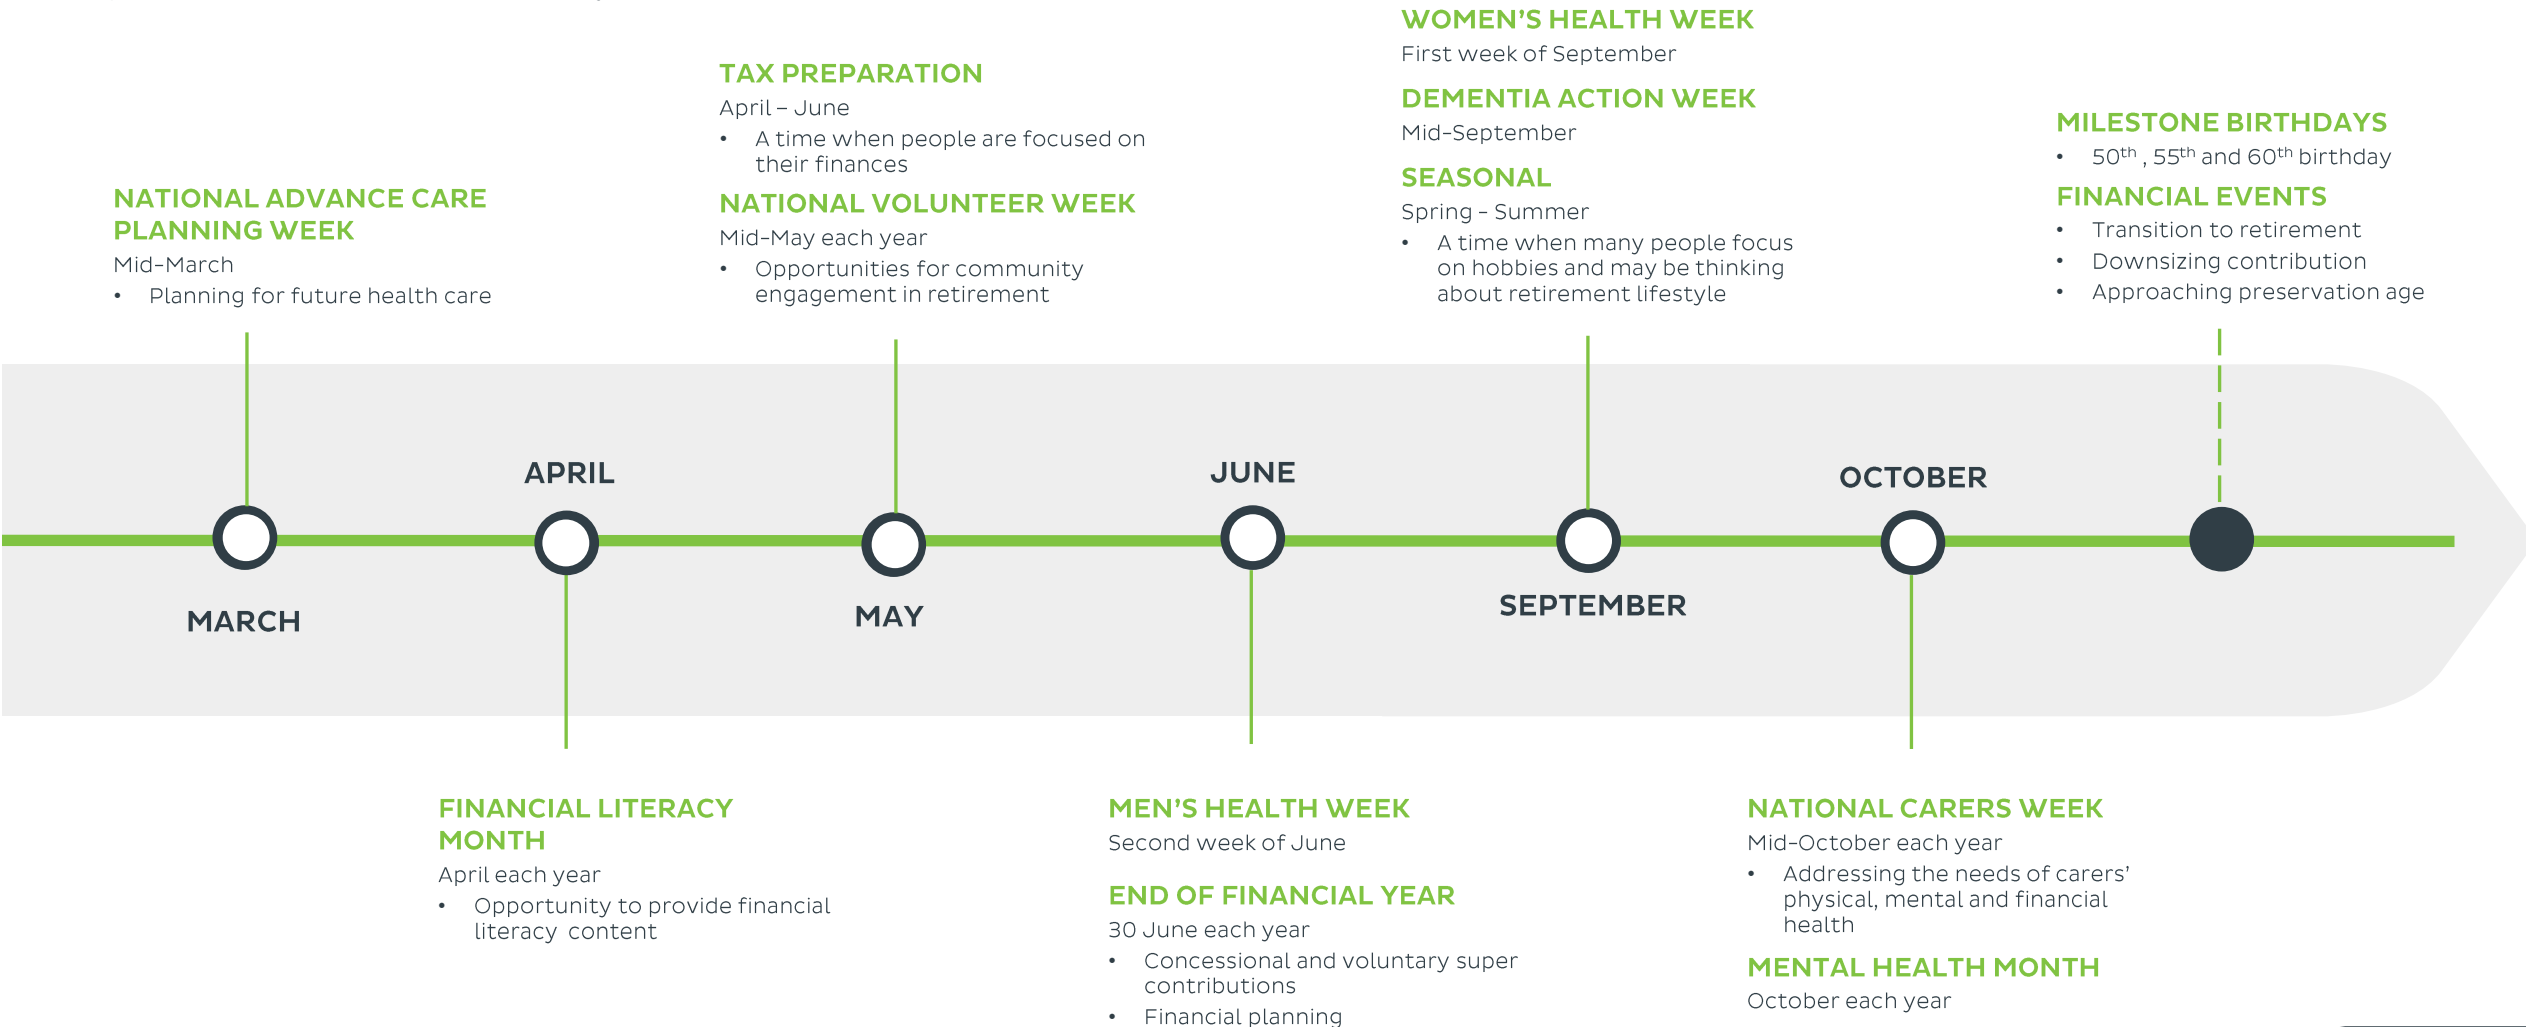 NATIONAL ADVANCE CARE
PLANNING WEEK
Mid-March
• Planning for future health care
TAX PREPARATION
April – June
• A time when people are focused on
their finances
NATIONAL VOLUNTEER WEEK
Mid-May each year
• Opportunities for community
engagement in retirement
WOMEN'S HEALTH WEEK
First week of September
DEMENTIA ACTION WEEK
Mid-September
SEASONAL
Spring - Summer
• A time when many people focus
on hobbies and may be thinking
about retirement lifestyle
MILESTONE BIRTHDAYS
• 50th , 55th and 60th birthday
FINANCIAL EVENTS
• Transition to retirement
• Downsizing contribution
• Approaching preservation age
MARCH
APRIL
MAY
JUNE
SEPTEMBER
OCTOBER
FINANCIAL LITERACY
MONTH
April each year
• Opportunity to provide financial
literacy content
MEN'S HEALTH WEEK
Second week of June
END OF FINANCIAL YEAR
30 June each year
• Concessional and voluntary super
contributions
• Financial planning
NATIONAL CARERS WEEK
Mid-October each year
• Addressing the needs of carers'
physical, mental and financial
health
MENTAL HEALTH MONTH
October each year